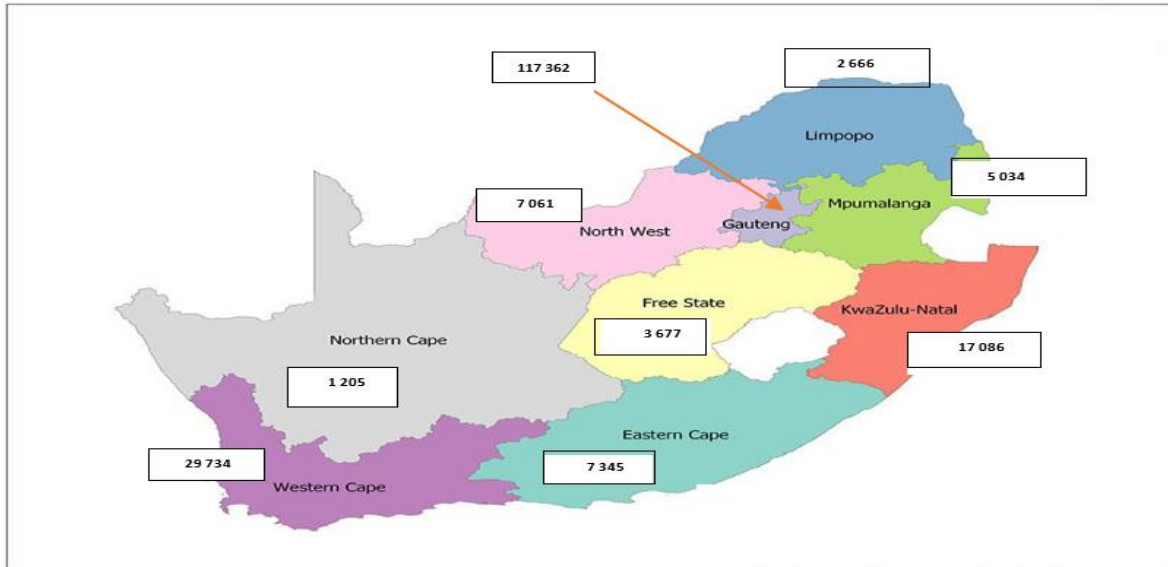 2 666
117 362
Limpopo
5 034
7 061
Mpumalanga
Gauteng
North West
Free State
KwaZulu-Natal
3 677
Northern Cape
17 086
1 205
Eastern Cape
29 734
7 345
Western Cape